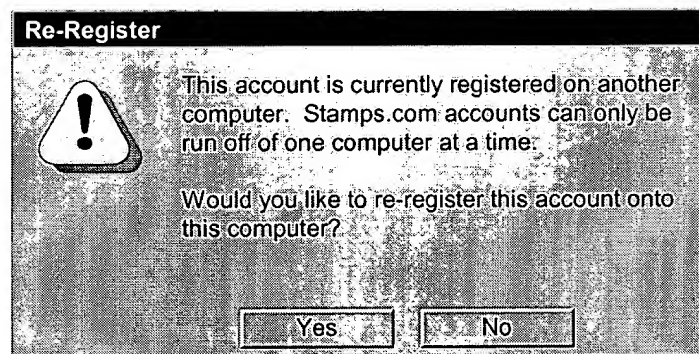 Re-Register
This account is currently registered on another
computer. Stamps.com accounts can only be
run off of one computer at a time.
Would you like to re-register this account onto
this computer?
Yes No